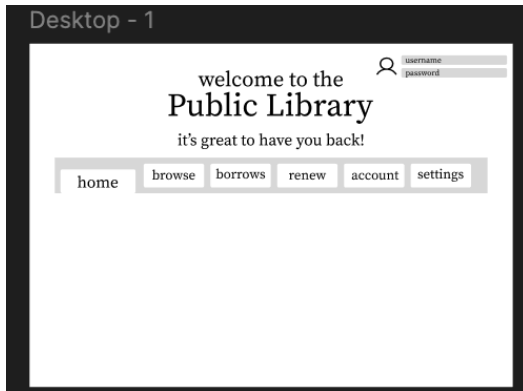 Desktop - 1
username
password
welcome to the
Public Library
it's great to have you back!
home browse borrows renew account settings